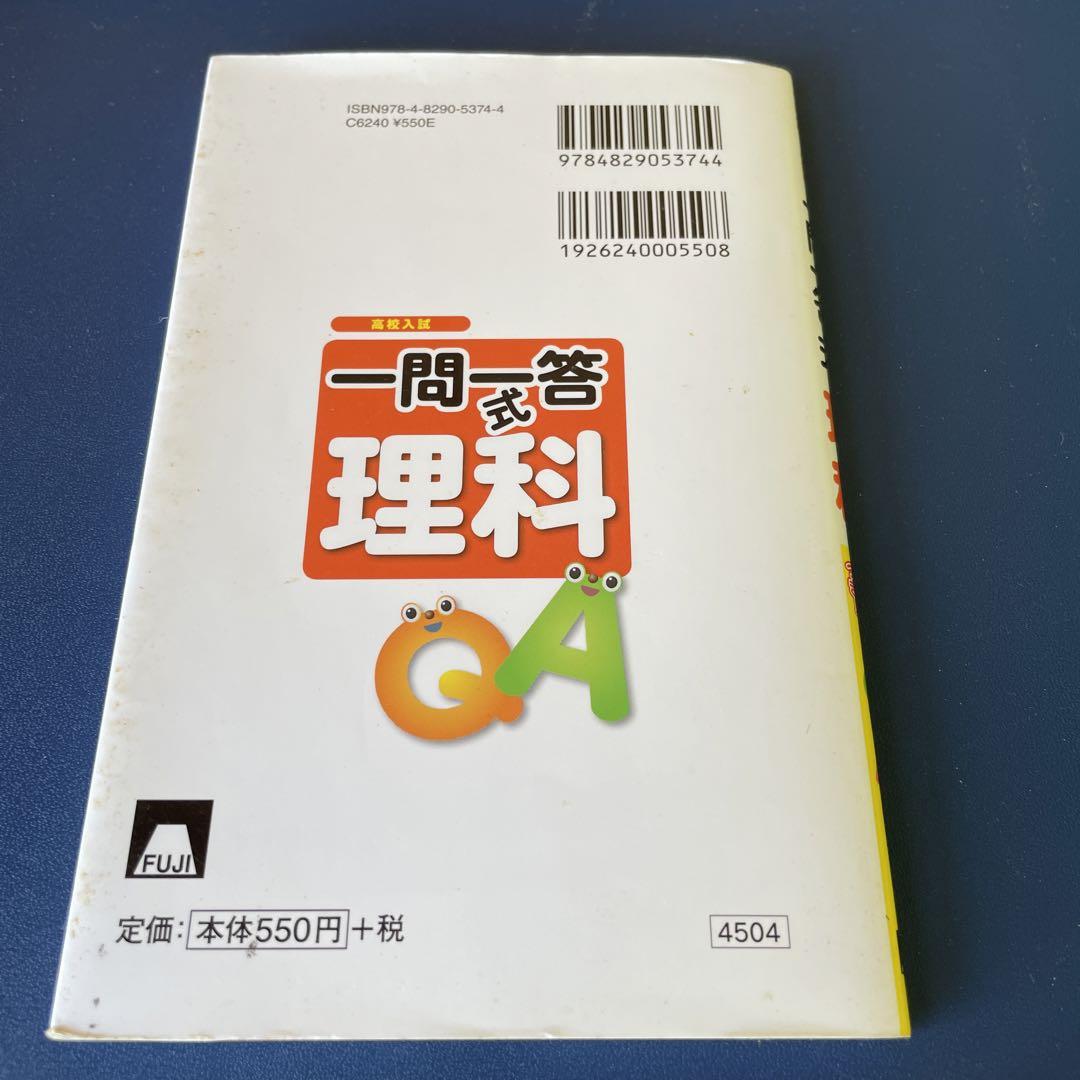 ISBN978-4-8290-5374-4
C6240 ¥550E
9784829053744
1926240005508
高校入試
一問一答
式
理科
QA
FUJI
定価：本体550円+税
4504